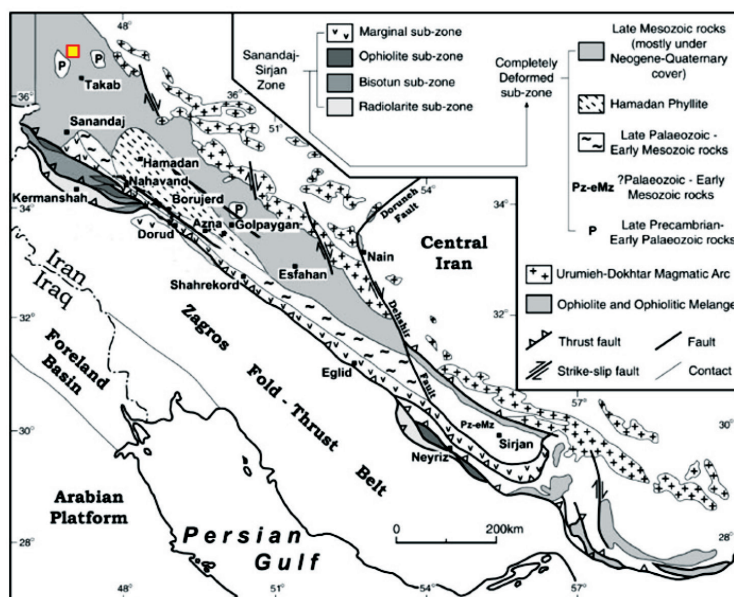 48
Sanandaj-
Sirjan
Zone
Marginal sub-zone
Ophiolite sub-zone
Bisotun sub-zone
Radiolarite sub-zone
Completely
Deformed
sub-zone
Late Mesozoic rocks
(mostly under
Neogene-Quaternary
cover)
Hamadan Phyllite
Late Palaeozoic -
Early Mesozoic rocks
Pz-eMz
?Palaeozoic - Early
Mesozoic rocks
P
Late Precambrian-
Early Palaeozoic rocks
Urumieh-Dokhtar Magmatic Arc
Ophiolite and Ophiolitic Melange
Thrust fault
Fault
Strike-slip fault
Contact
P
P
Takab
36
36
51
Sanandaj
Hamadan
Nahavand
Kermanshah
Borujerd
P
34
Azna
Golpaygan
Dorud
54
Doruneh
Fault
34
Nain
Central
Iran
Esfahan
Shahrekord
Iran
Iraq
32
Dehshir
Fault
32
Foreland
Basin
Zagros
Fold - Thrust
Belt
Eglid
57
30
Pz-eMz
Sirjan
Neyriz
Arabian
Platform
Persian
Gulf
0
200km
28
28
48
51
54
57